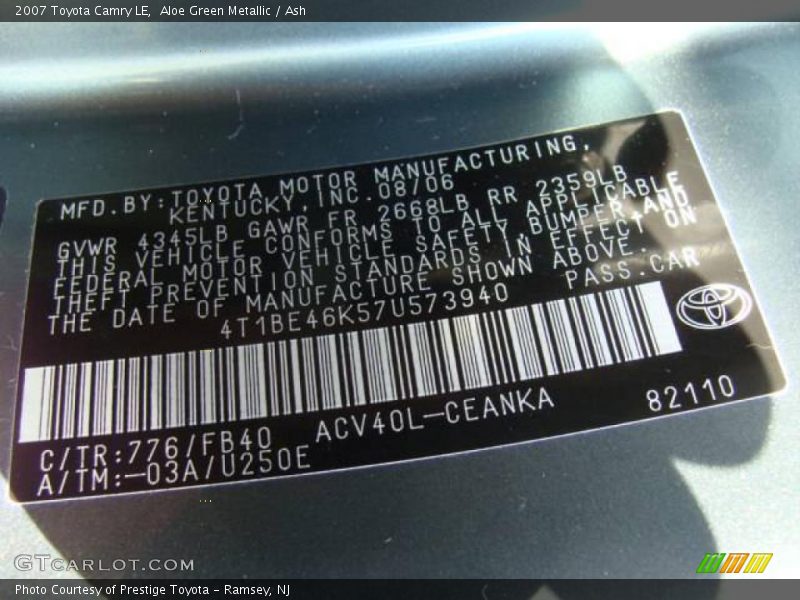 2007 Toyota Camry LE,  Aloe Green Metallic / Ash
MFD.BY:TOYOTA MOTOR MANUFACTURING,
KENTUCKY,INC.08/06
GVWR 4345LB GAWR FR 2668LB RR 2359LB
THIS VEHICLE CONFORMS TO ALL APPLICABLE
FEDERAL MOTOR VEHICLE SAFETY,BUMPER,AND
THEFT PREVENTION STANDARDS IN EFFECT ON
THE DATE OF MANUFACTURE SHOWN ABOVE.
4T1BE46K57U573940 PASS.CAR
C/TR:776/FB40 ACV40L-CEANKA 82110
A/TM:-03A/U250E
GTCARLOT.COM
Photo Courtesy of Prestige Toyota - Ramsey, NJ